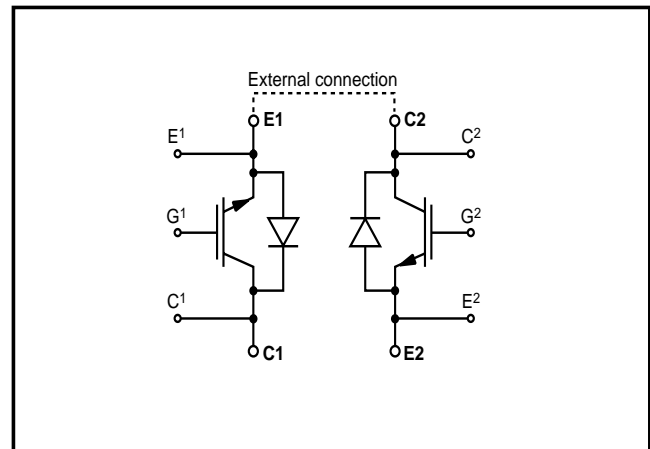 External connection
E1 C2
E¹ C²
G¹ G²
C¹ E²
C1 E2